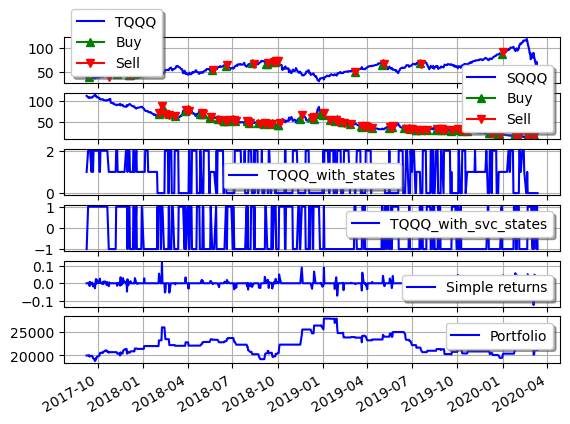 TQQQ
Buy
Sell
100
50
SQQQ
Buy
Sell
100
50
2
0
TQQQ_with_states
1
0
−1
TQQQ_with_svc_states
0.1
0.0
−0.1
Simple returns
25000
20000
Portfolio
2017-10
2018-01
2018-04
2018-07
2018-10
2019-01
2019-04
2019-07
2019-10
2020-01
2020-04